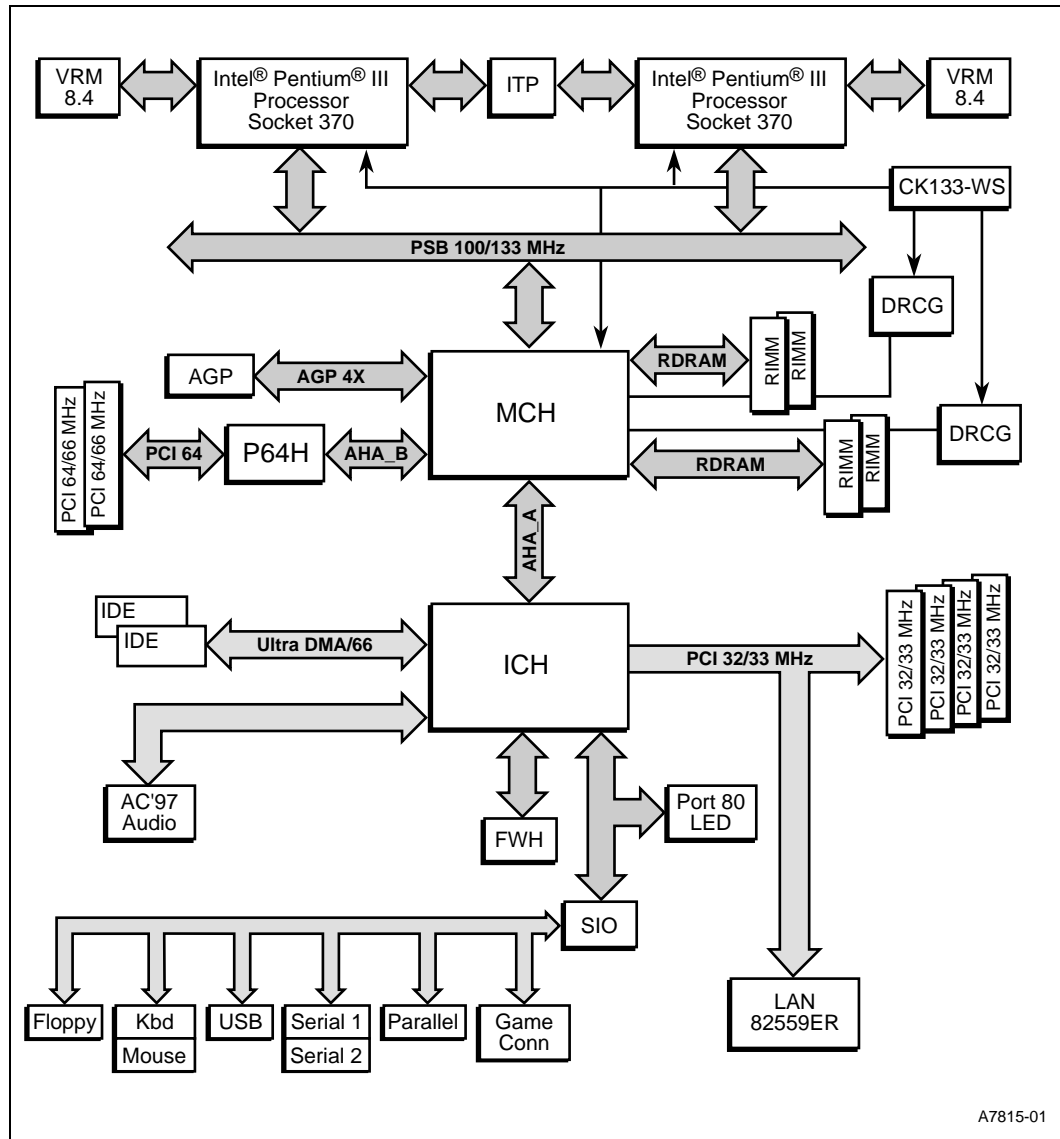 VRM
8.4
Intel® Pentium® III
Processor
Socket 370
ITP
Intel® Pentium® III
Processor
Socket 370
VRM
8.4
CK133-WS
PSB 100/133 MHz
DRCG
AGP
AGP 4X
MCH
RDRAM
RIMM
RIMM
PCI 64/66 MHz
PCI 64/66 MHz
PCI 64
P64H
AHA_B
RDRAM
RIMM
RIMM
DRCG
AHA_A
IDE
IDE
Ultra DMA/66
ICH
PCI 32/33 MHz
PCI 32/33 MHz
PCI 32/33 MHz
PCI 32/33 MHz
PCI 32/33 MHz
AC'97
Audio
FWH
Port 80
LED
SIO
Floppy
Kbd
Mouse
USB
Serial 1
Serial 2
Parallel
Game
Conn
LAN
82559ER
A7815-01